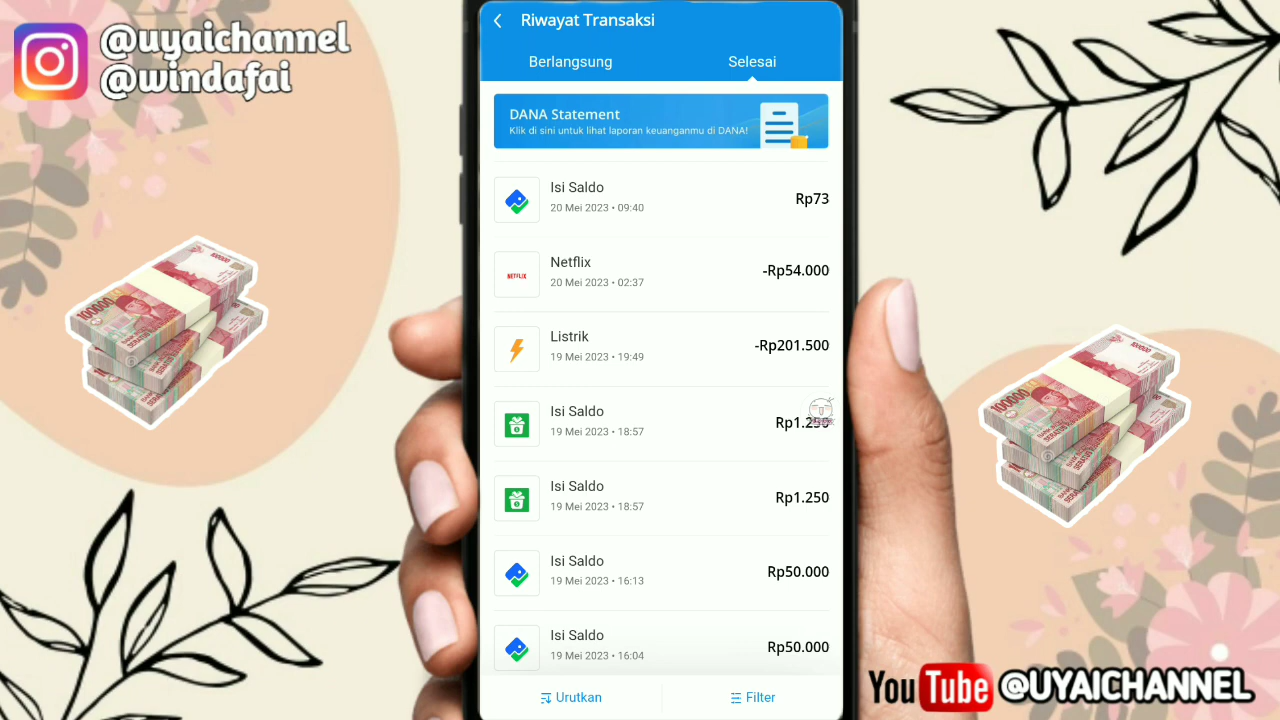 @uyaichannel
@windafai
Riwayat Transaksi
Berlangsung
Selesai
DANA Statement
Klik di sini untuk lihat laporan keuanganmu di DANA!
Isi Saldo
Rp73
20 Mei 2023 • 09:40
NETFLIX
Netflix
-Rp54.000
20 Mei 2023 • 02:37
Listrik
-Rp201.500
19 Mei 2023 • 19:49
Isi Saldo
19 Mei 2023 • 18:57
Isi Saldo
Rp1.250
19 Mei 2023 • 18:57
Isi Saldo
Rp50.000
19 Mei 2023 • 16:13
Isi Saldo
Rp50.000
19 Mei 2023 • 16:04
Urutkan
Filter
100000
100000
100000
100000
YouTube @UYAICHANNEL